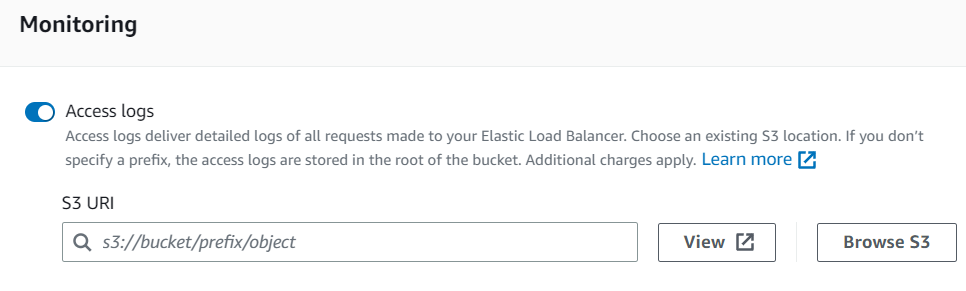 Monitoring
Access logs
Access logs deliver detailed logs of all requests made to your Elastic Load Balancer. Choose an existing S3 location. If you don’t
specify a prefix, the access logs are stored in the root of the bucket. Additional charges apply. Learn more
S3 URI
s3://bucket/prefix/object View Browse S3